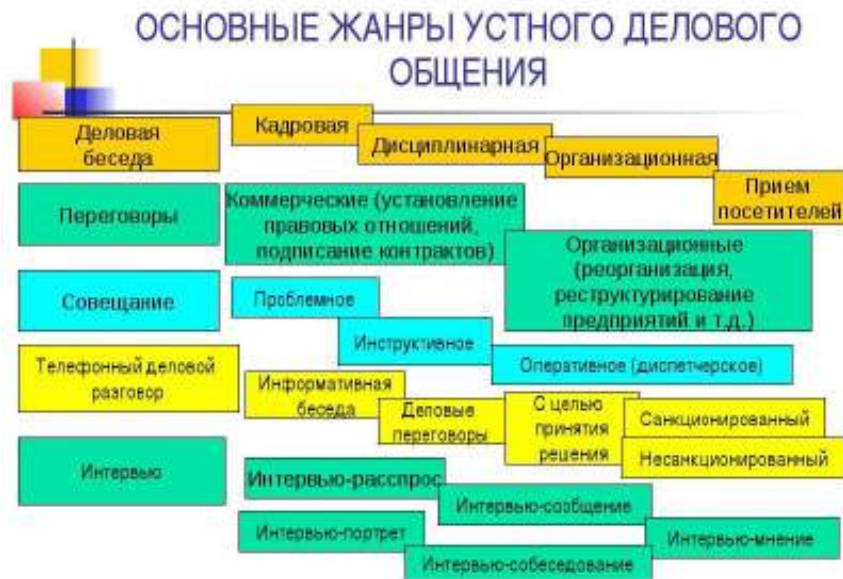 ОСНОВНЫЕ ЖАНРЫ УСТНОГО ДЕЛОВОГО
ОБЩЕНИЯ
Деловая
беседа
Кадровая
Дисциплинарная
Организационная
Прием
посетителей
Переговоры
Коммерческие (установление
правовых отношений,
подписание контрактов)
Организационные
(реорганизация,
реструктурирование
предприятий и т.д.)
Совещание
Проблемное
Инструктивное
Оперативное (диспетчерское)
Телефонный деловой
разговор
Информативная
беседа
Деловые
переговоры
С целью
принятия
решения
Санкционированный
Несанкционированный
Интервью
Интервью-расспрос
Интервью-сообщение
Интервью-портрет
Интервью-мнение
Интервью-собеседование